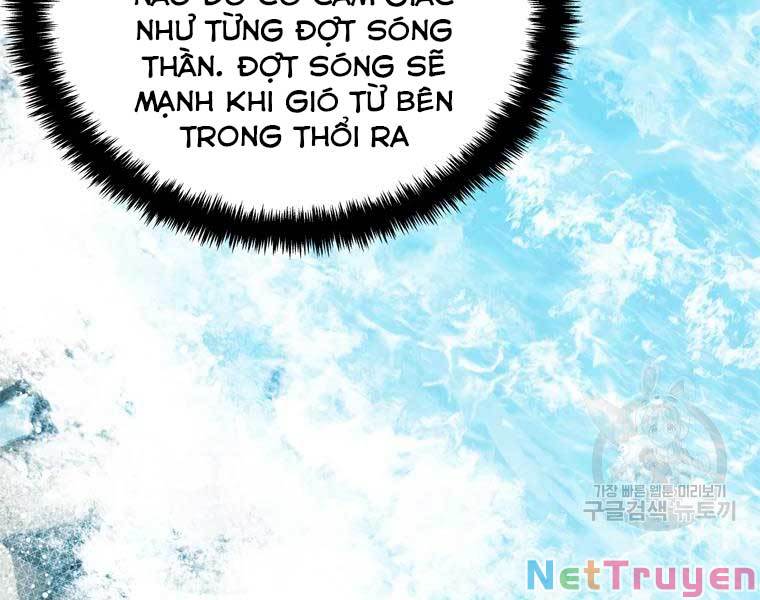 NHƯ TỪNG ĐỢT SÓNG
THẦN. ĐỢT SÓNG SẼ
MẠNH KHI GIÓ TỪ BÊN
TRONG THỔI RA
가장 빠른 웹툰 미리보기
구글검색 뉴토끼
NetTruyen